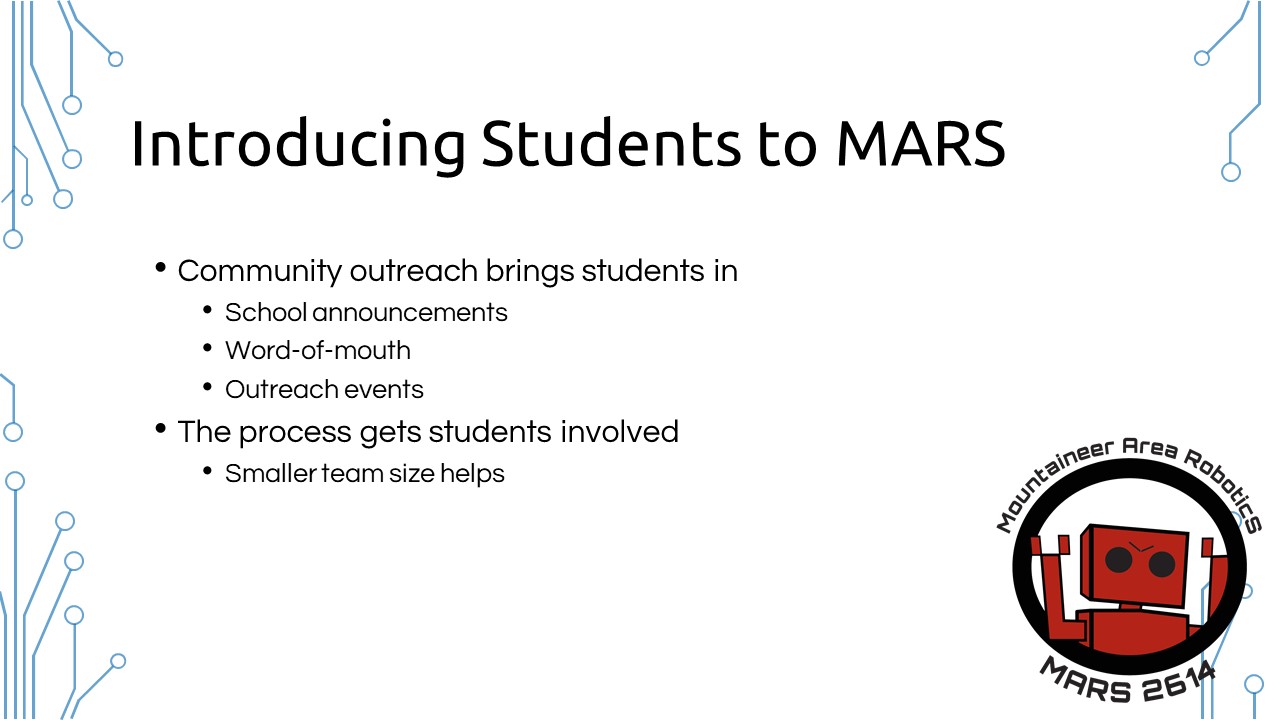 Introducing Students to MARS
• Community outreach brings students in
• School announcements
• Word-of-mouth
• Outreach events
• The process gets students involved
• Smaller team size helps
Mountaineer Area Robotics
MARS 2614